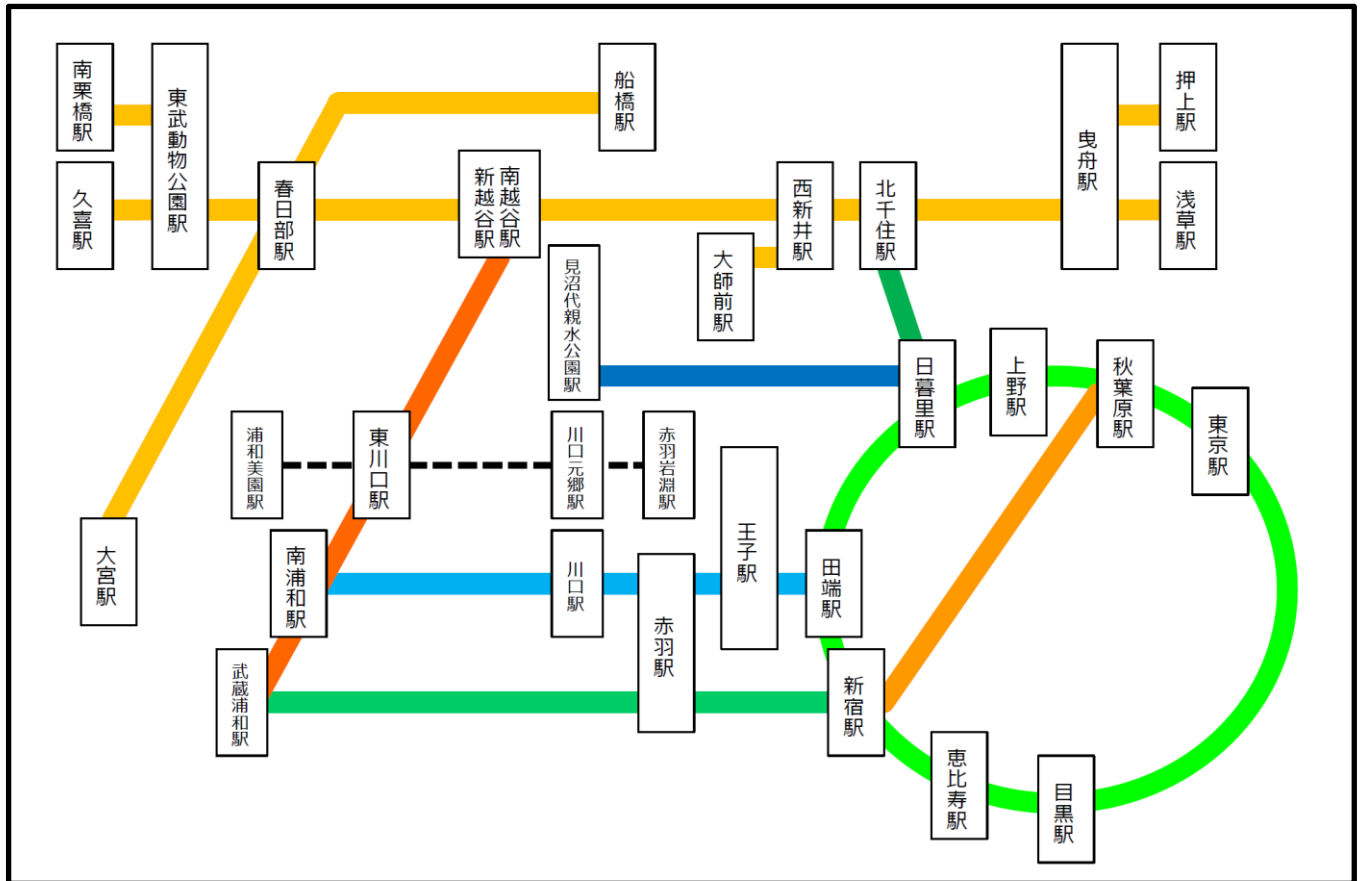 南栗橋駅
東武動物公園駅
船橋駅
曳舟駅
押上駅
久喜駅
春日部駅
南越谷駅
新越谷駅
西新井駅
北千住駅
浅草駅
大師前駅
見沼代親水公園駅
日暮里駅
上野駅
秋葉原駅
東京駅
浦和美園駅
東川口駅
川口元郷駅
赤羽岩淵駅
王子駅
大宮駅
南浦和駅
川口駅
赤羽駅
田端駅
武蔵浦和駅
新宿駅
恵比寿駅
目黒駅